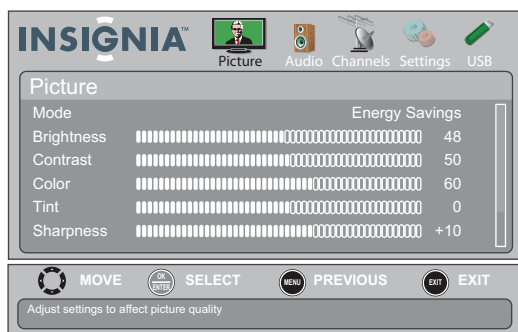 INSIGNIA™
Picture Audio Channels Settings USB
Picture
Mode Energy Savings
Brightness 48
Contrast 50
Color 60
Tint 0
Sharpness +10
MOVE OK ENTER SELECT MENU PREVIOUS EXIT EXIT
Adjust settings to affect picture quality